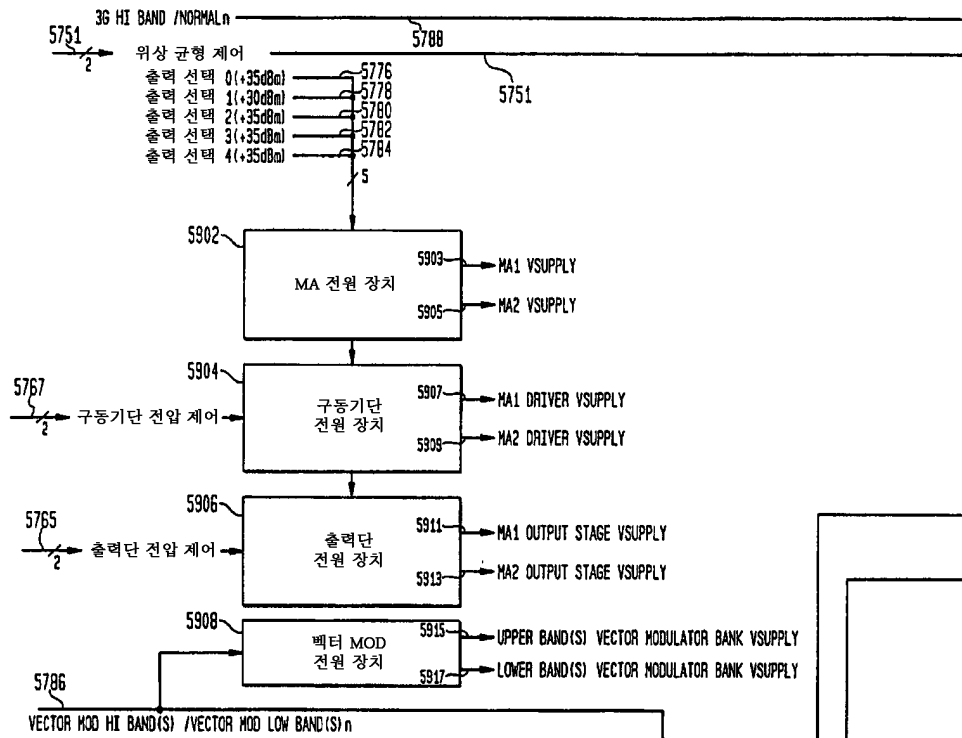 3G HI BAND /NORMALn
5788
5751
2
위상 균형 제어
5751
출력 선택 0(+35dBm)
5776
출력 선택 1(+30dBm)
5778
출력 선택 2(+35dBm)
5780
출력 선택 3(+35dBm)
5782
출력 선택 4(+35dBm)
5784
5
5902
MA 전원 장치
5903
MA1 VSUPPLY
5905
MA2 VSUPPLY
5904
5767
2
구동기단 전압 제어
구동기단
전원 장치
5907
MA1 DRIVER VSUPPLY
5909
MA2 DRIVER VSUPPLY
5906
5765
2
출력단 전압 제어
출력단
전원 장치
5911
MA1 OUTPUT STAGE VSUPPLY
5913
MA2 OUTPUT STAGE VSUPPLY
5908
벡터 MOD
전원 장치
5915
UPPER BAND(S) VECTOR MODULATOR BANK VSUPPLY
5917
LOWER BAND(S) VECTOR MODULATOR BANK VSUPPLY
5786
VECTOR MOD HI BAND(S) /VECTOR MOD LOW BAND(S)n